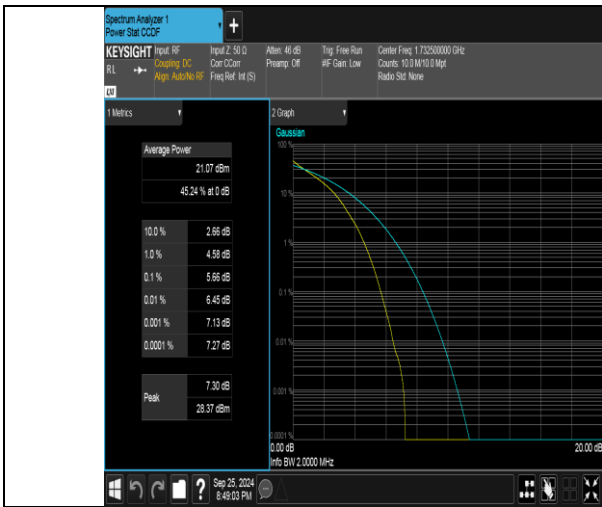 Spectrum Analyzer 1
Power Stat CCDF
+
KEYSIGHT Input: RF Input Z: 50 Ω Atten: 46 dB Trig: Free Run Center Freq: 1.732500000 GHz
R L Coupling: DC Corr CCorr Preamp: Off #IF Gain: Low Counts: 10.0 M/10.0 Mpt
Align: Auto/No RF Freq Ref: Int (S) Radio Std: None
LXI
1 Metrics
Average Power
21.07 dBm
45.24 % at 0 dB
10.0 % 2.66 dB
1.0 % 4.58 dB
0.1 % 5.66 dB
0.01 % 6.45 dB
0.001 % 7.13 dB
0.0001 % 7.27 dB
Peak 7.30 dB
28.37 dBm
2 Graph
Gaussian
100 %
10 %
1 %
0.1 %
0.01 %
0.001 %
0.0001 %
0.00 dB 20.00 dB
Info BW 2.0000 MHz
? Sep 25, 2024
8:49:03 PM